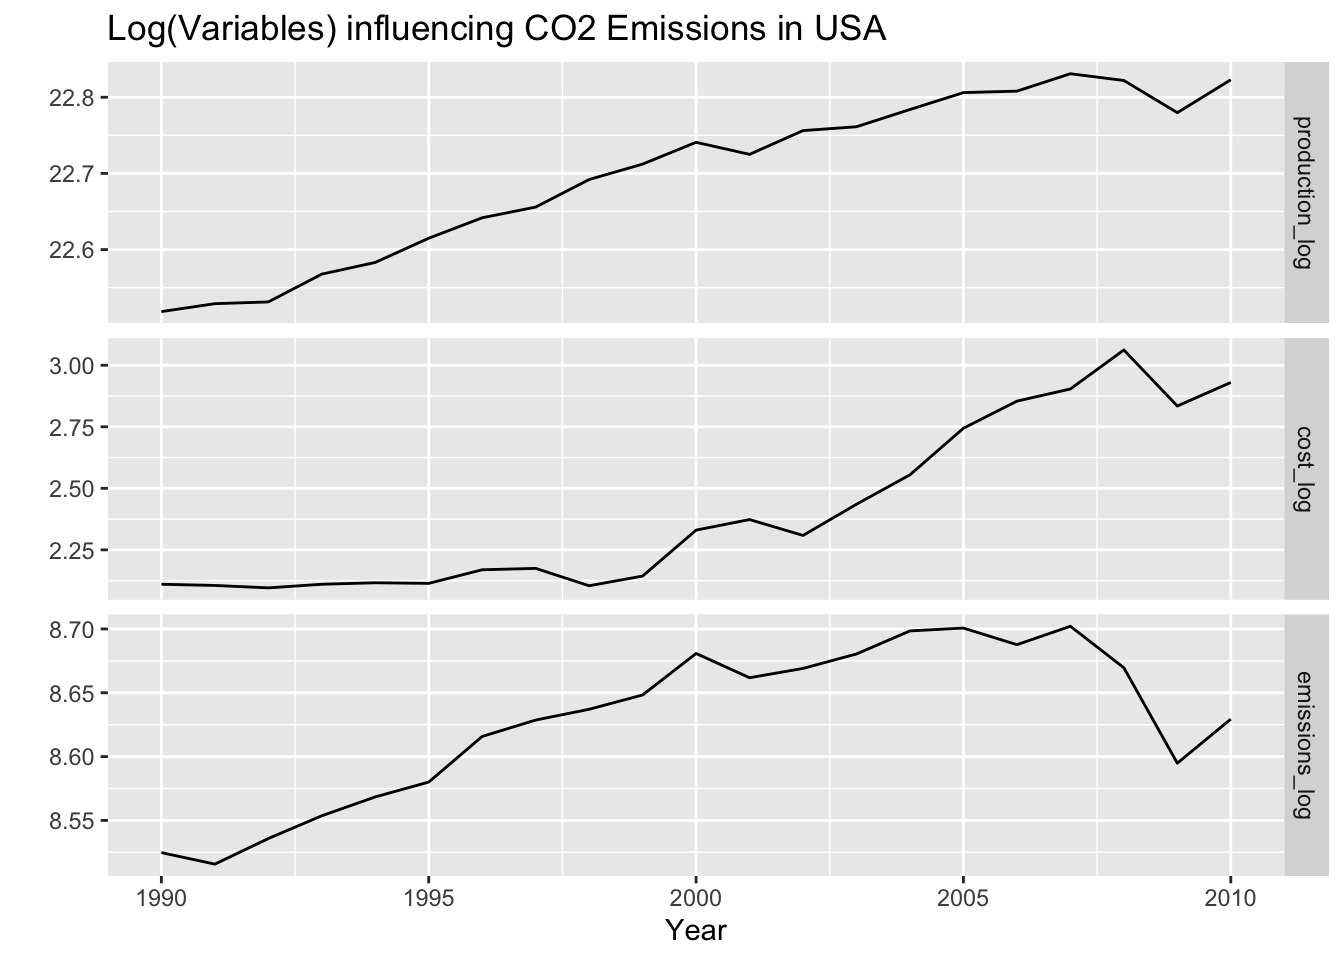 Log(Variables) influencing CO2 Emissions in USA
22.8
22.7
22.6
production_log
3.00
2.75
2.50
2.25
cost_log
8.70
8.65
8.60
8.55
emissions_log
1990 1995 2000 2005 2010
Year